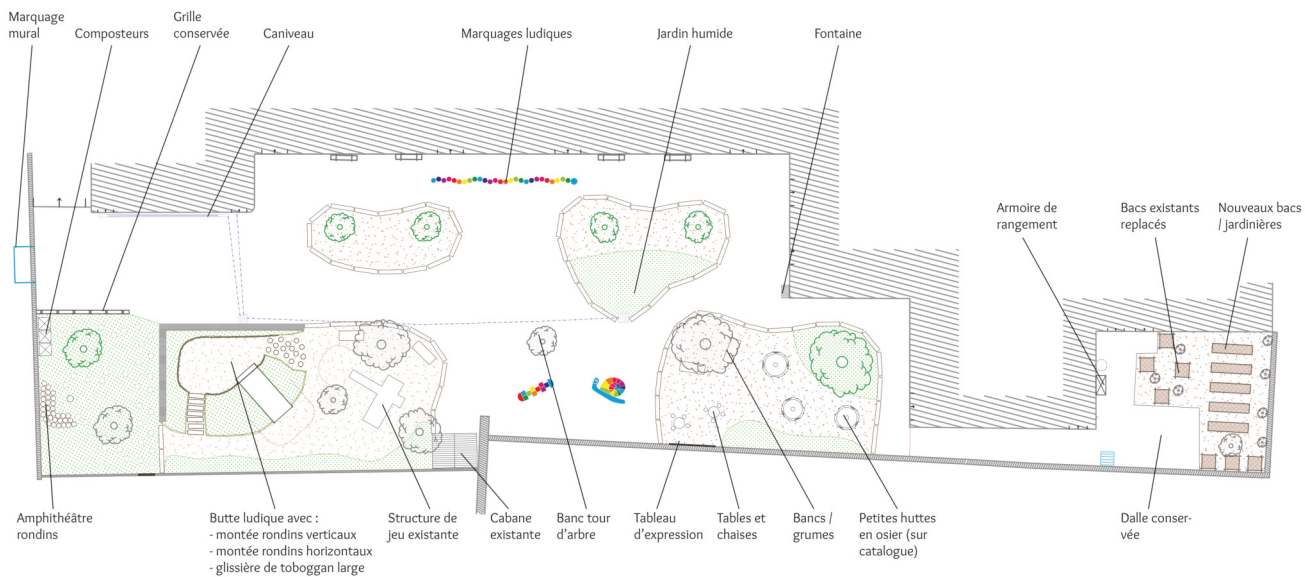 Marquage
mural
Composteurs
Grille
conservée
Caniveau
Marquages ludiques
Jardin humide
Fontaine
Armoire de
rangement
Bacs existants
replacés
Nouveaux bacs
/ jardinières
Amphithéâtre
rondins
Butte ludique avec :
- montée rondins verticaux
- montée rondins horizontaux
- glissière de toboggan large
Structure de
jeu existante
Cabane
existante
Banc tour
d'arbre
Tableau
d'expression
Tables et
chaises
Bancs /
grumes
Petites huttes
en osier (sur
catalogue)
Dalle conser-
vée